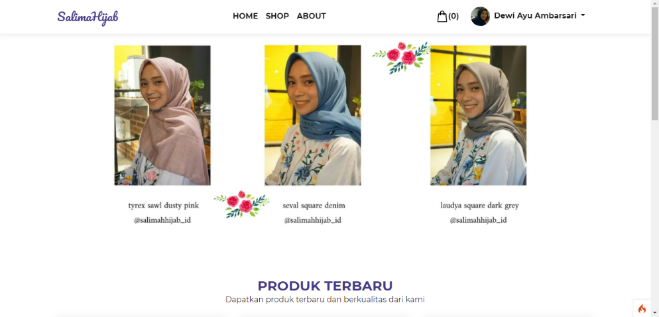 SalimaHijab
HOME SHOP ABOUT
(0)
Dewi Ayu Ambarsari
tyrex sawl dusty pink
@salimahhijab_id
seval square denim
@salimahhijab_id
laudya square dark grey
@salimahhijab_id
PRODUK TERBARU
Dapatkan produk terbaru dan berkualitas dari kami